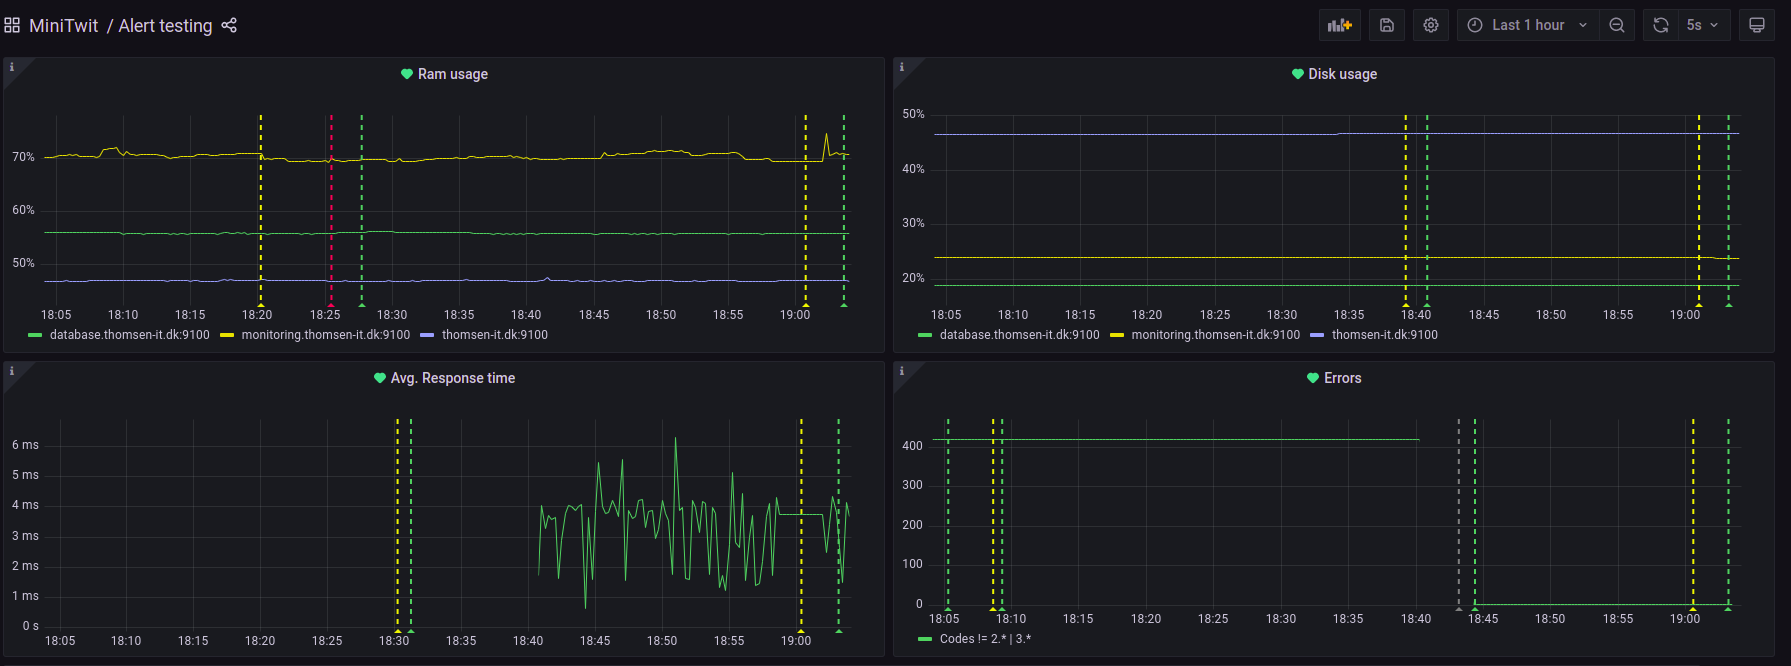 MiniTwit / Alert testing
Last 1 hour
5s
Ram usage
70%
60%
50%
18:05 18:10 18:15 18:20 18:25 18:30 18:35 18:40 18:45 18:50 18:55 19:00
database.thomsen-it.dk:9100 monitoring.thomsen-it.dk:9100 thomsen-it.dk:9100
Disk usage
50%
40%
30%
20%
18:05 18:10 18:15 18:20 18:25 18:30 18:35 18:40 18:45 18:50 18:55 19:00
database.thomsen-it.dk:9100 monitoring.thomsen-it.dk:9100 thomsen-it.dk:9100
Avg. Response time
6 ms
5 ms
4 ms
3 ms
2 ms
1 ms
0 s
18:05 18:10 18:15 18:20 18:25 18:30 18:35 18:40 18:45 18:50 18:55 19:00
Errors
400
300
200
100
0
18:05 18:10 18:15 18:20 18:25 18:30 18:35 18:40 18:45 18:50 18:55 19:00
Codes != 2.* | 3.*